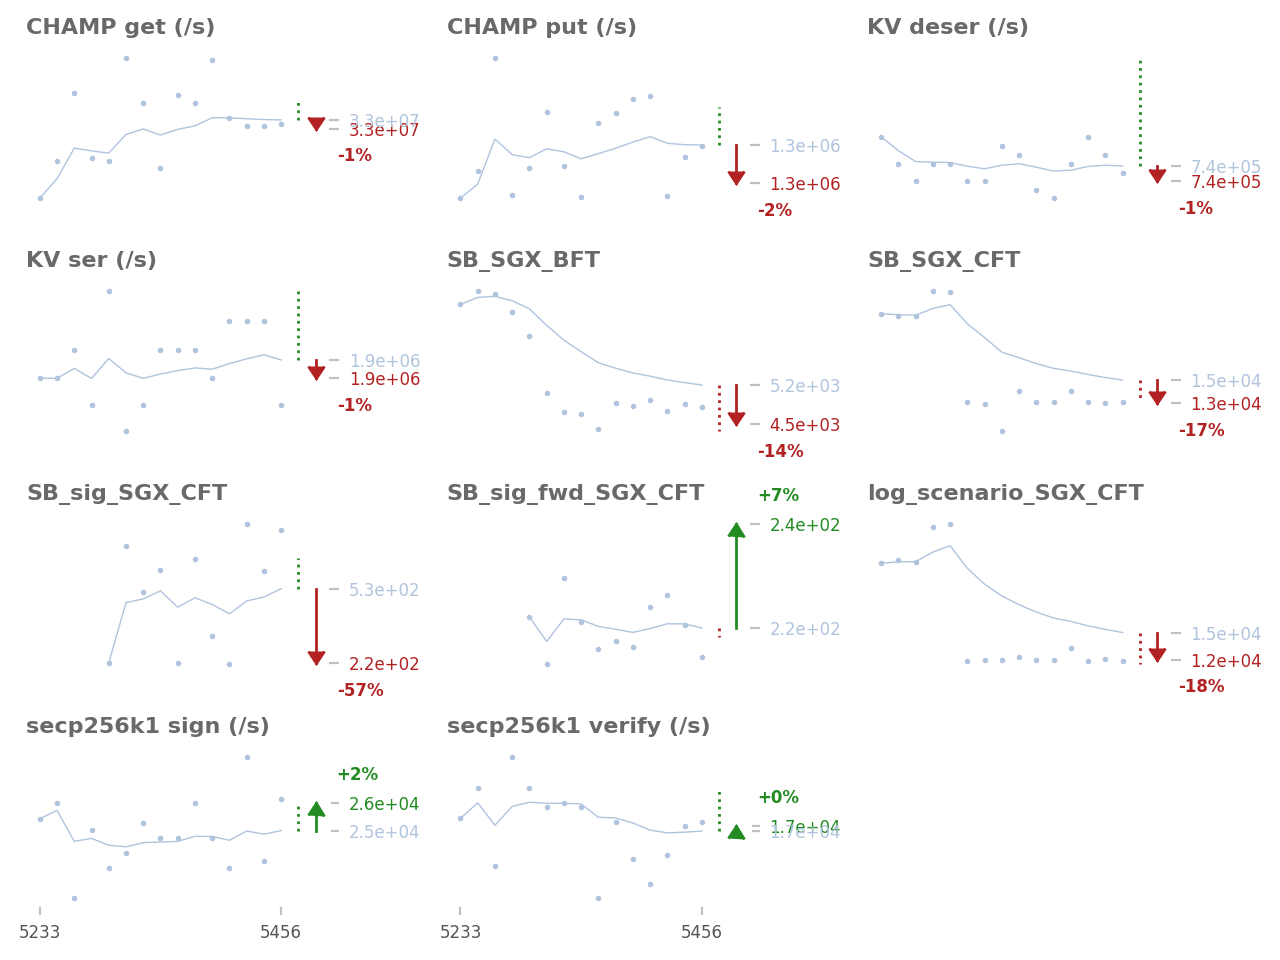 CHAMP get (/s)
3.3e+07
3.3e+07
-1%
CHAMP put (/s)
1.3e+06
1.3e+06
-2%
KV deser (/s)
7.4e+05
7.4e+05
-1%
KV ser (/s)
1.9e+06
1.9e+06
-1%
SB_SGX_BFT
5.2e+03
4.5e+03
-14%
SB_SGX_CFT
1.5e+04
1.3e+04
-17%
SB_sig_SGX_CFT
5.3e+02
2.2e+02
-57%
SB_sig_fwd_SGX_CFT
+7%
2.4e+02
2.2e+02
log_scenario_SGX_CFT
1.5e+04
1.2e+04
-18%
secp256k1 sign (/s)
+2%
2.6e+04
2.5e+04
5233
5456
secp256k1 verify (/s)
+0%
1.7e+04
1.7e+04
5233
5456